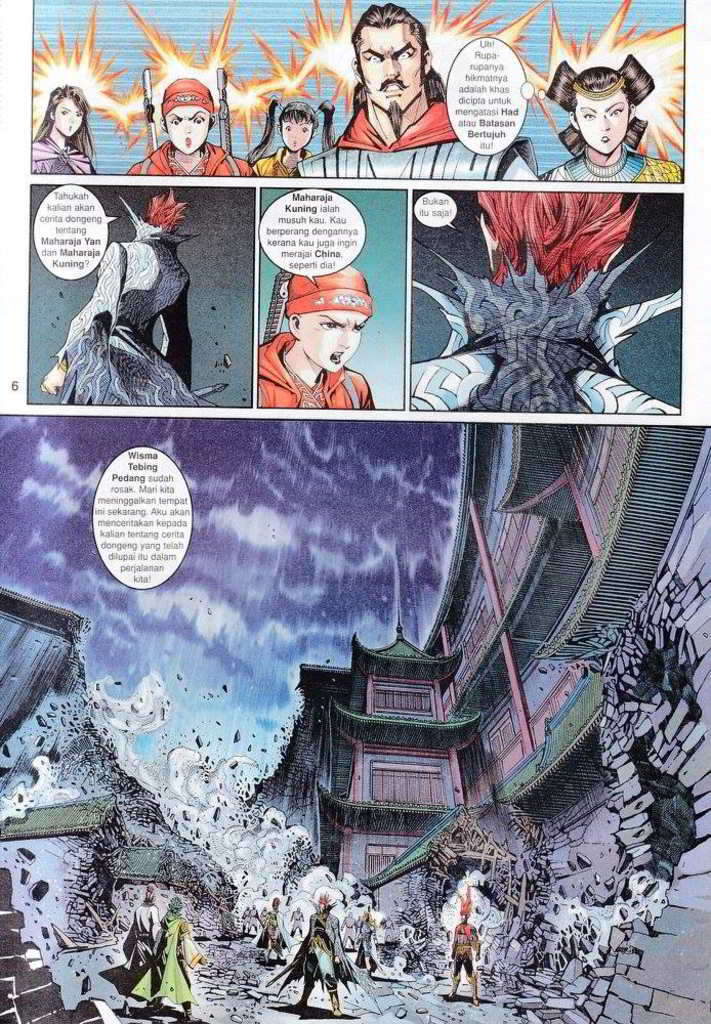 Uh!
Rupa-
rupanya
hikmatnya
adalah khas
dicipta untuk
mengatasi Had
atau Batasan
Bertujuh
itu!
Tahukah
kalian akan
cerita dongeng
tentang
Maharaja Yan
dan Maharaja
Kuning?
Maharaja
Kuning ialah
musuh kau. Kau
berperang dengannya
kerana kau juga ingin
merajai China,
seperti dia!
Bukan
itu saja!
6
Wisma
Tebing
Pedang sudah
rosak. Mari kita
meninggalkan tempat
ini sekarang. Aku akan
menceritakan kepada
kalian tentang cerita
dongeng yang telah
dilupai itu dalam
perjalanan
kita!